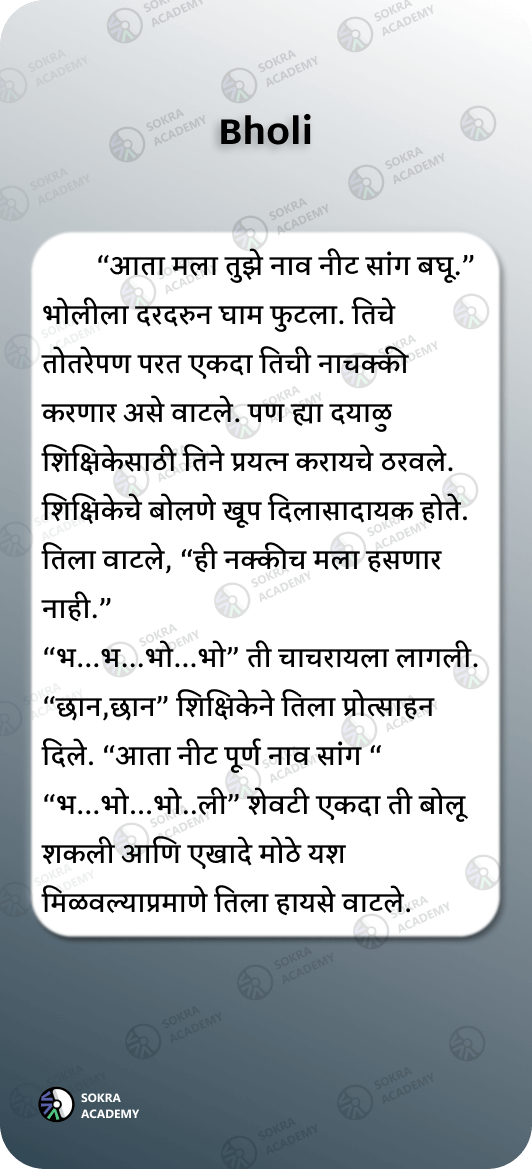 Bholi
“आता मला तुझे नाव नीट सांग बघू.”
भोलीला दरदरुन घाम फुटला. तिचे
तोतरेपण परत एकदा तिची नाचक्की
करणार असे वाटले. पण ह्या दयाळु
शिक्षिकेसाठी तिने प्रयत्न करायचे ठरवले.
शिक्षिकेचे बोलणे खूप दिलासादायक होते.
तिला वाटले, “ही नक्कीच मला हसणार
नाही.”
“भ...भ...भो...भो” ती चाचरायला लागली.
“छान,छान” शिक्षिकेने तिला प्रोत्साहन
दिले. “आता नीट पूर्ण नाव सांग “
“भ...भो...भो..ली” शेवटी एकदा ती बोलू
शकली आणि एखादे मोठे यश
मिळवल्याप्रमाणे तिला हायसे वाटले.
SOKRA
ACADEMY